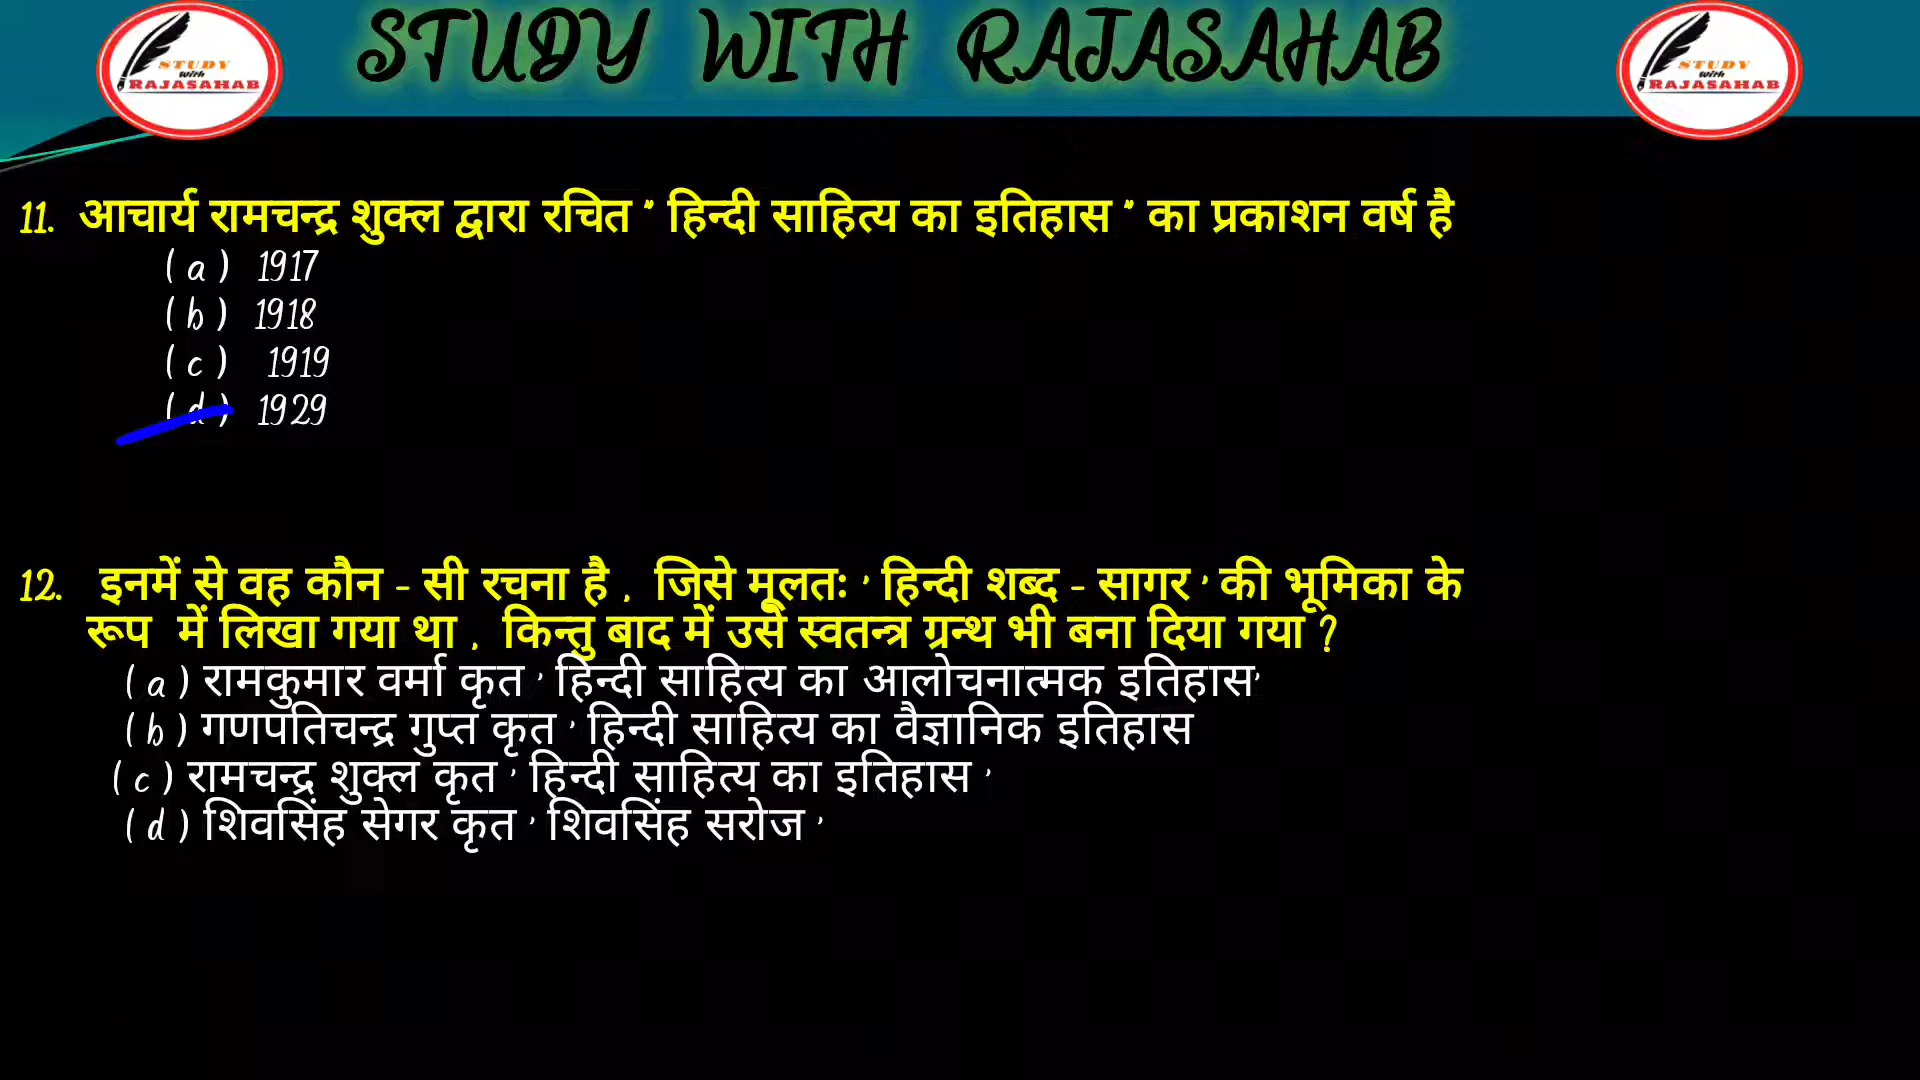 STUDY WITH RAJASAHAB
STUDY
with
RAJASAHAB
STUDY
with
RAJASAHAB
11. आचार्य रामचन्द्र शुक्ल द्वारा रचित " हिन्दी साहित्य का इतिहास " का प्रकाशन वर्ष है
( a ) 1917
( b ) 1918
( c ) 1919
( d ) 1929
12. इनमें से वह कौन - सी रचना है , जिसे मूलतः ' हिन्दी शब्द - सागर ' की भूमिका के
रूप में लिखा गया था , किन्तु बाद में उसे स्वतन्त्र ग्रन्थ भी बना दिया गया ?
( a ) रामकुमार वर्मा कृत ' हिन्दी साहित्य का आलोचनात्मक इतिहास'
( b ) गणपतिचन्द्र गुप्त कृत ' हिन्दी साहित्य का वैज्ञानिक इतिहास
( c ) रामचन्द्र शुक्ल कृत ' हिन्दी साहित्य का इतिहास '
( d ) शिवसिंह सेगर कृत ' शिवसिंह सरोज '